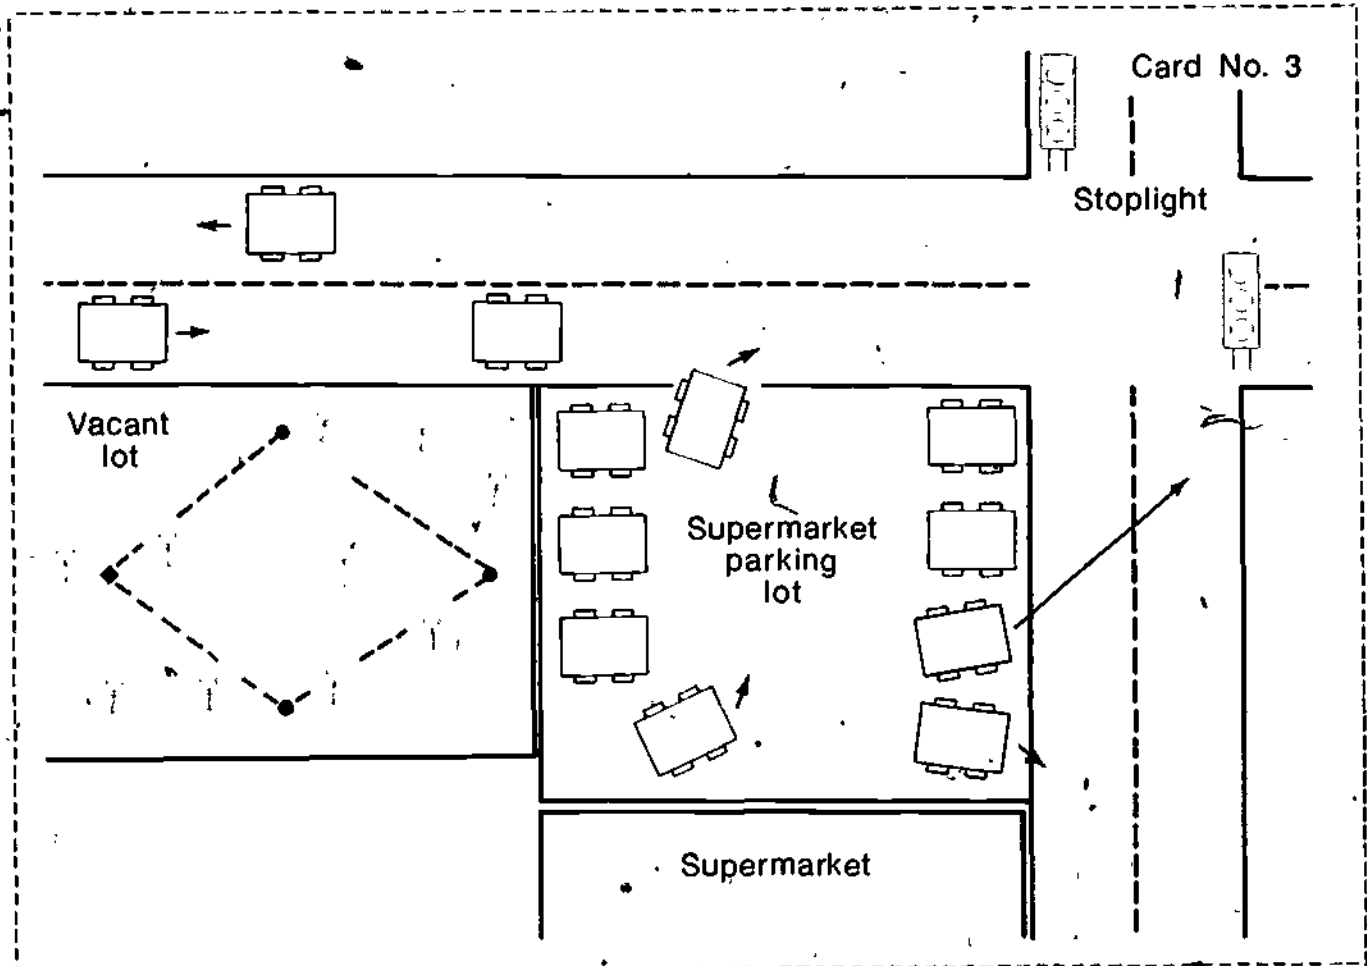 Card No. 3
Stoplight
Vacant
lot
Supermarket
parking
lot
Supermarket